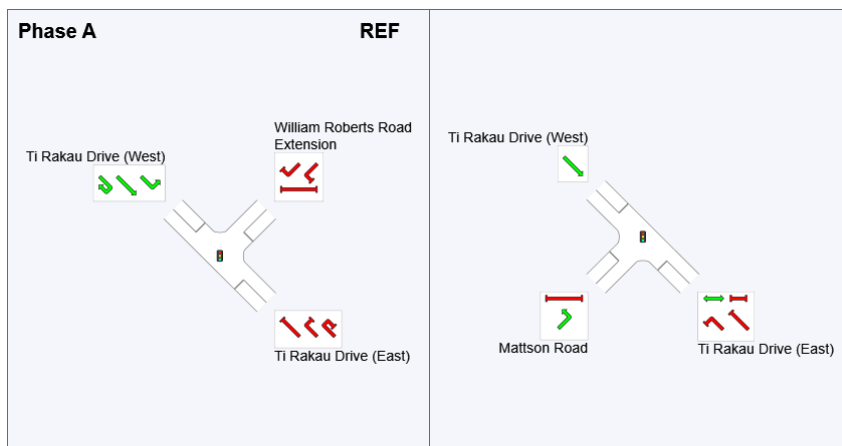 Phase A
REF
William Roberts Road
Extension
Ti Rakau Drive (West)
Ti Rakau Drive (East)
Ti Rakau Drive (West)
Mattson Road
Ti Rakau Drive (East)